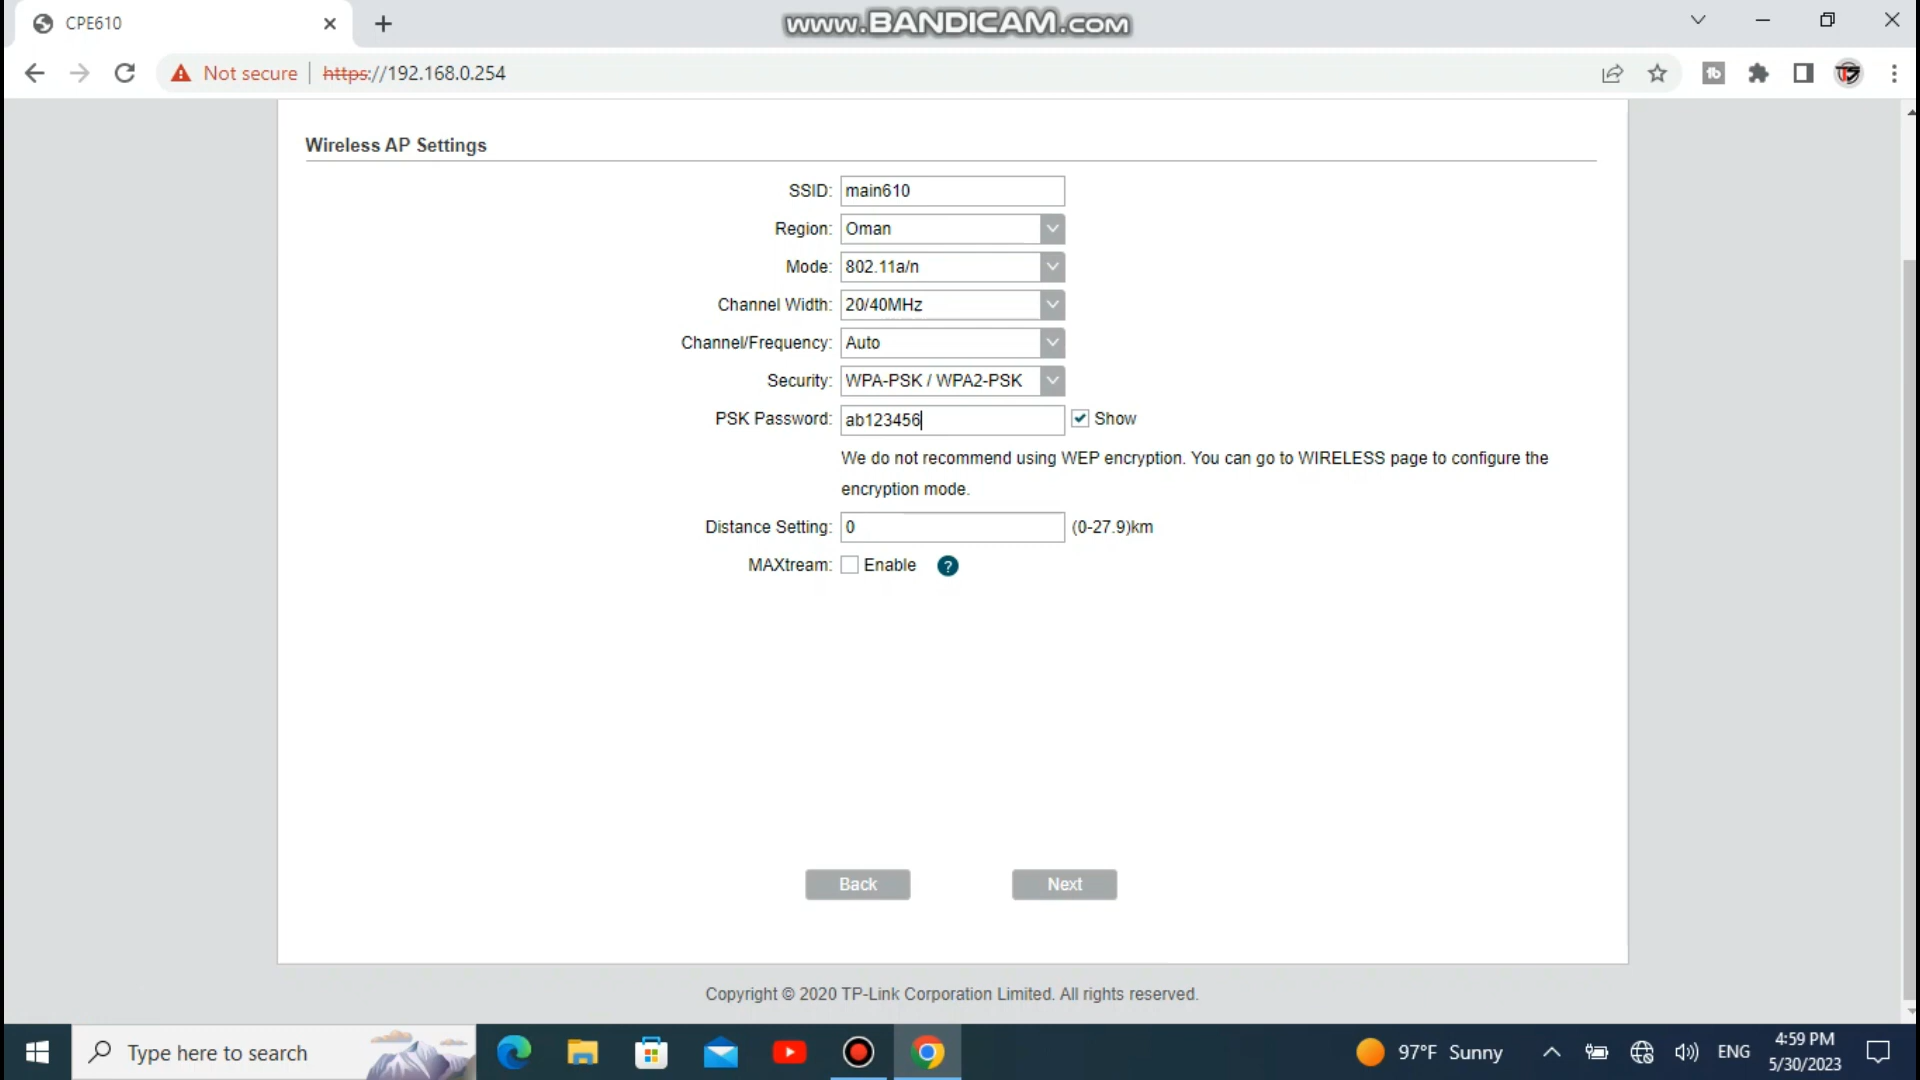 CPE610
www.BANDICAM.com
Not secure
https://192.168.0.254
Wireless AP Settings
SSID: main610
Region: Oman
Mode: 802.11a/n
Channel Width: 20/40MHz
Channel/Frequency: Auto
Security: WPA-PSK / WPA2-PSK
PSK Password: ab123456 Show
We do not recommend using WEP encryption. You can go to WIRELESS page to configure the
encryption mode.
Distance Setting: 0 (0-27.9)km
MAXtream: Enable ?
Back Next
Copyright © 2020 TP-Link Corporation Limited. All rights reserved.
Type here to search
97°F Sunny
ENG
4:59 PM
5/30/2023